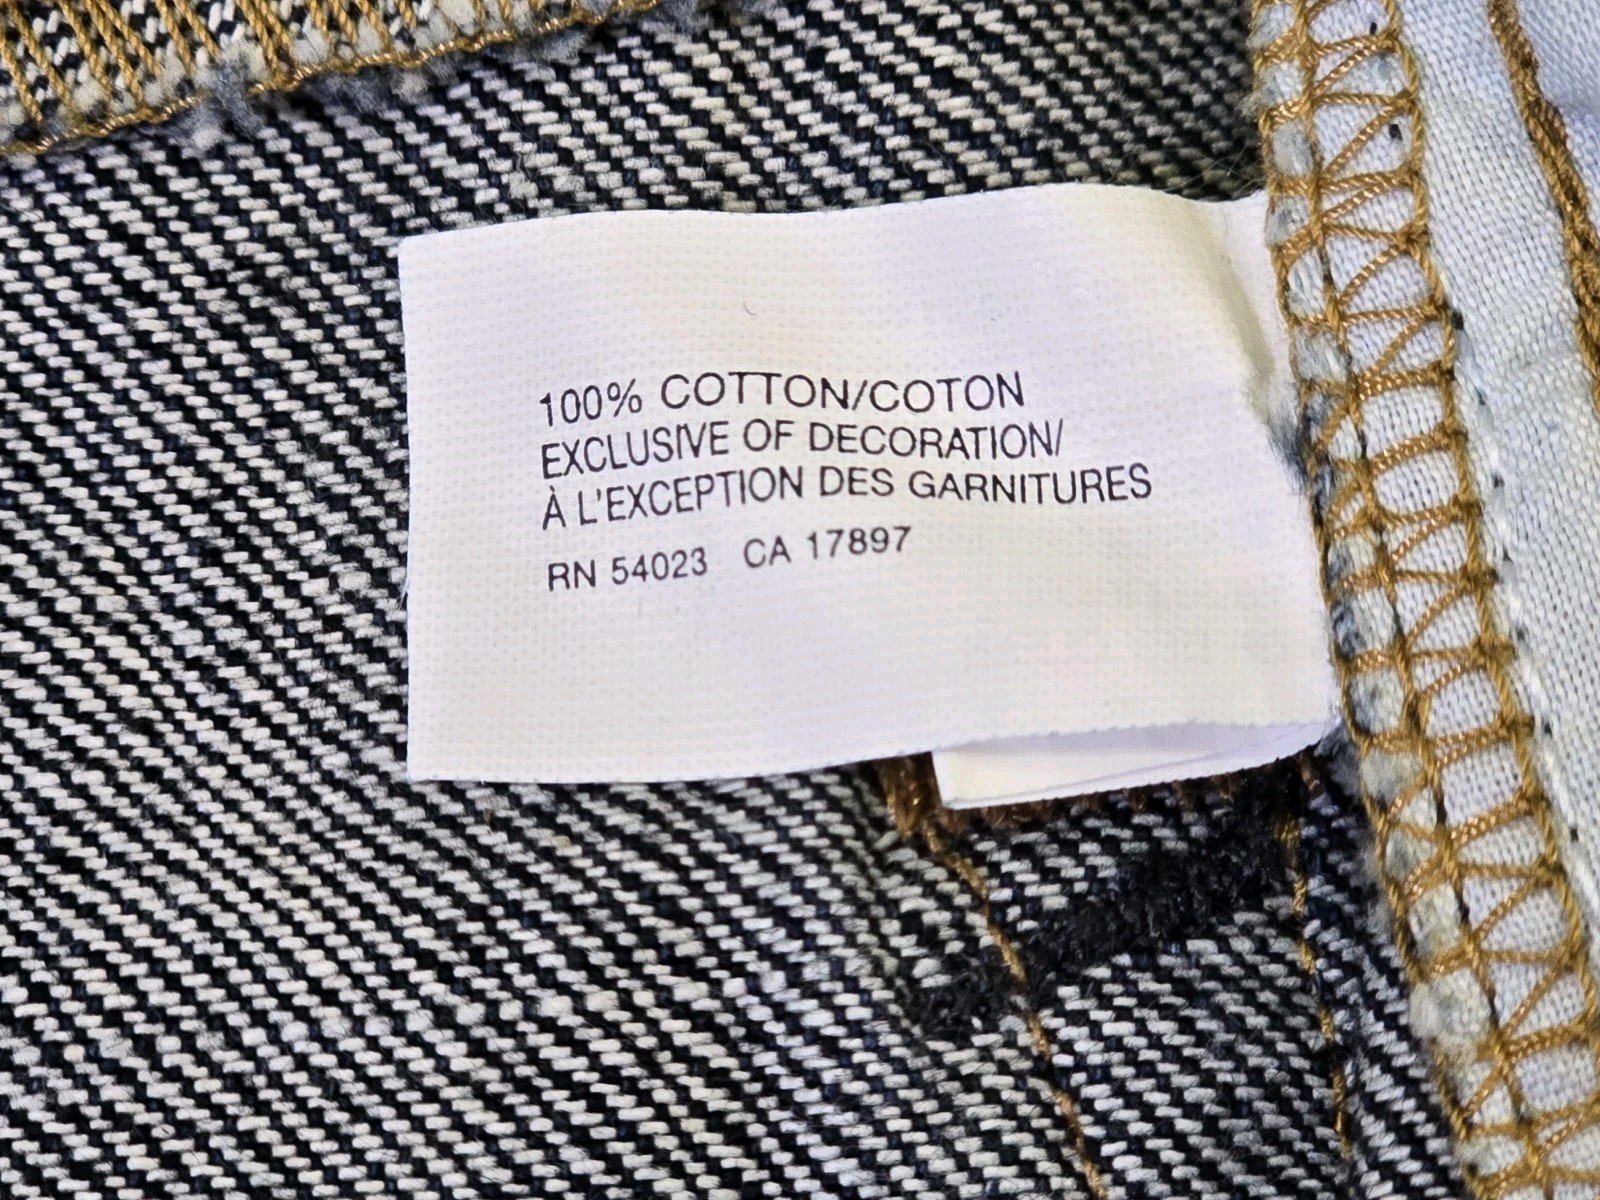 100% COTTON/COTON
EXCLUSIVE OF DECORATION/
À L'EXCEPTION DES GARNITURES
RN 54023 CA 17897